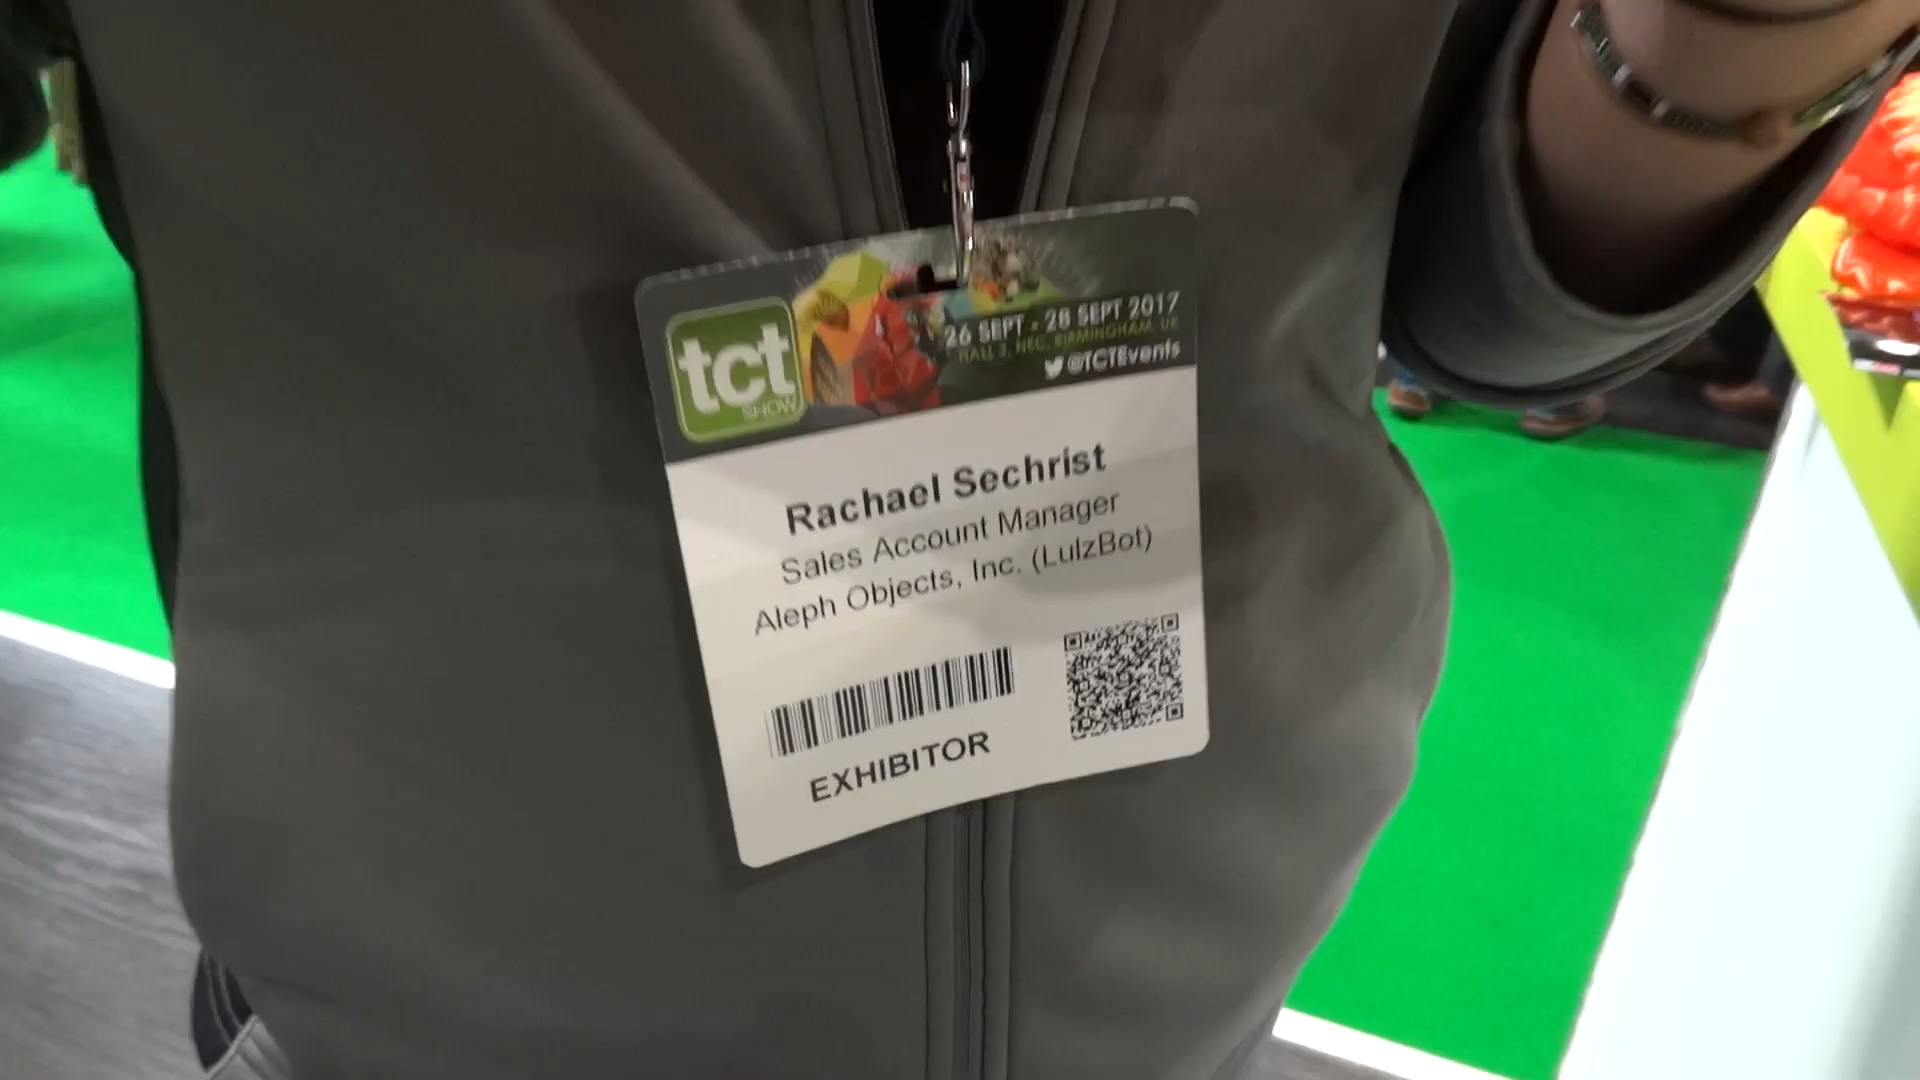 tct
SHOW
26 SEPT - 28 SEPT 2017
HALL 3, NEC, BIRMINGHAM, UK
@TCTEvents
Rachael Sechrist
Sales Account Manager
Aleph Objects, Inc. (LulzBot)
EXHIBITOR